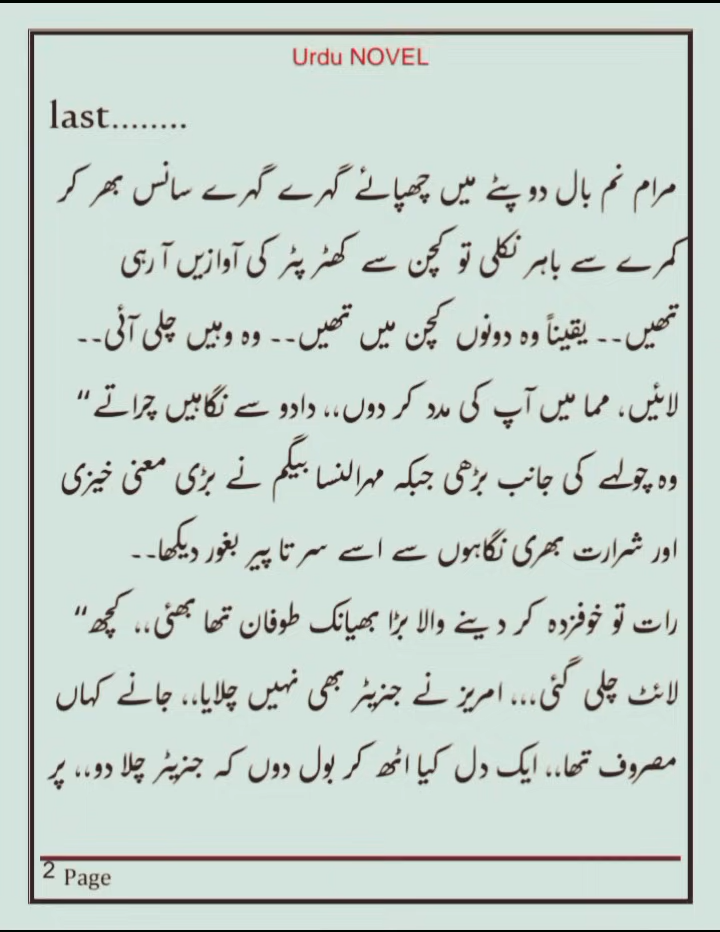 Urdu NOVEL
last........
مرام نم بال دوپٹے میں چھپائے گہرے گہرے سانس بھر کر
کمرے سے باہر نکلی تو کچن سے کھٹر پٹر کی آوازیں آ رہی
تھیں-- یقیناً وہ دونوں کچن میں تھیں-- وہ وہیں چلی آئی--
لائیں، مما میں آپ کی مدد کر دوں،، دادو سے نگاہیں چراتے “
وہ چولہے کی جانب بڑھی جبکہ مہرالنسا بیگم نے بڑی معنی خیزی
اور شرارت بھری نگاہوں سے اسے سر تا پیر بغور دیکھا--
رات تو خوفزدہ کر دینے والا بڑا بھیانک طوفان تھا بھئی،، کچھ “
لائٹ چلی گئی،،، امریز نے جنریٹر بھی نہیں چلایا،، جانے کہاں
مصروف تھا،، ایک دل کیا اٹھ کر بول دوں کہ جنریٹر چلا دو،، پر
2 Page